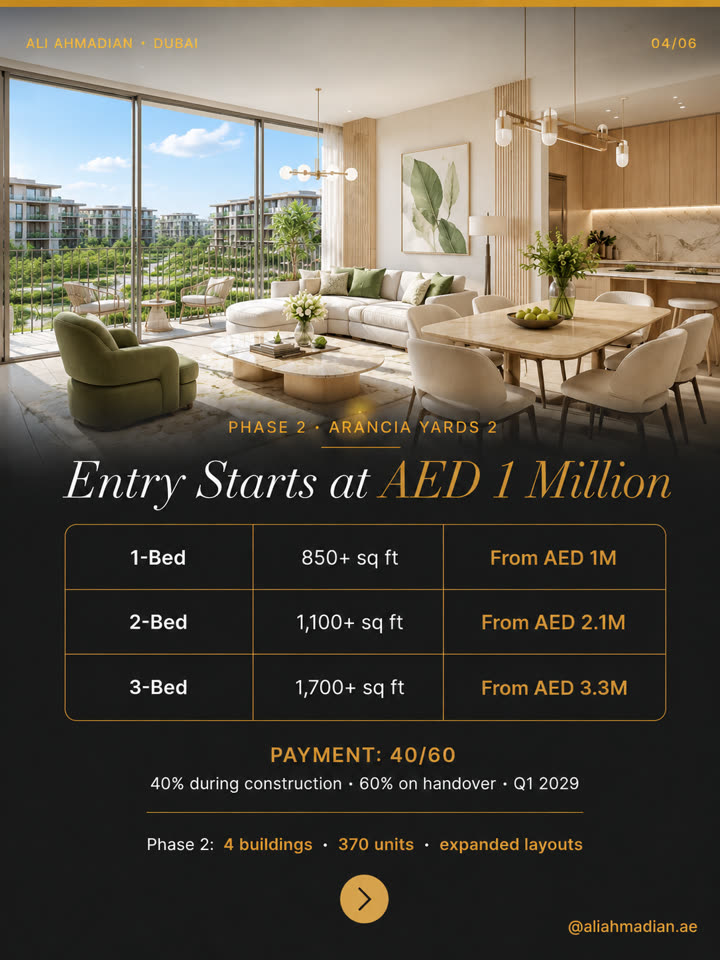 ALI AHMADIAN • DUBAI
04/06
PHASE 2 • ARANCIA YARDS 2
Entry Starts at AED 1 Million
1-Bed 850+ sq ft From AED 1M
2-Bed 1,100+ sq ft From AED 2.1M
3-Bed 1,700+ sq ft From AED 3.3M
PAYMENT: 40/60
40% during construction • 60% on handover • Q1 2029
Phase 2: 4 buildings • 370 units • expanded layouts
@aliahmadian.ae